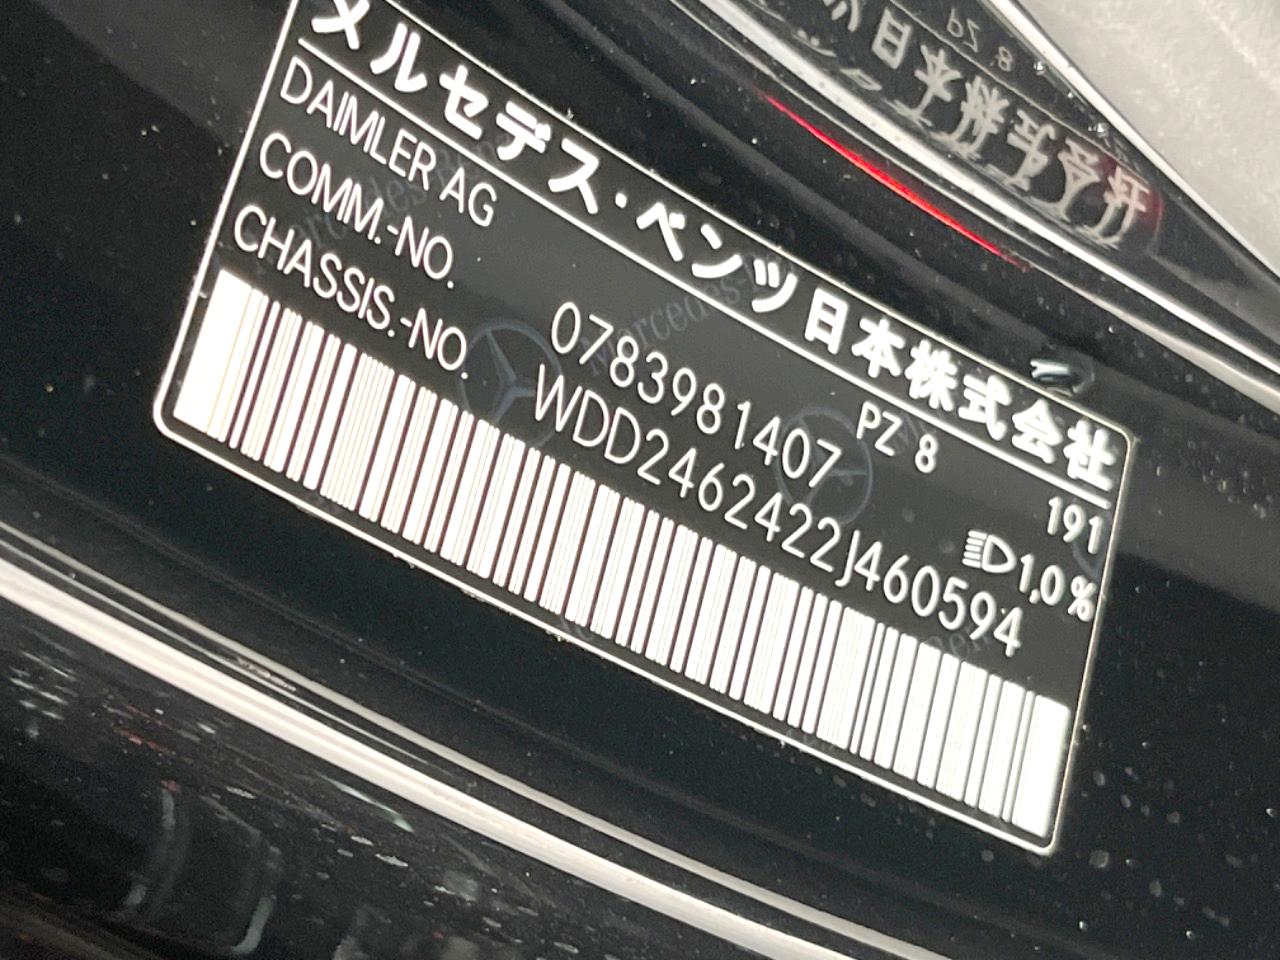 メルセデス・ベンツ日本株式会社
DAIMLER AG PZ 8 191
COMM.-NO. 0783981407 1,0 %
CHASSIS.-NO. WDD2462422J460594